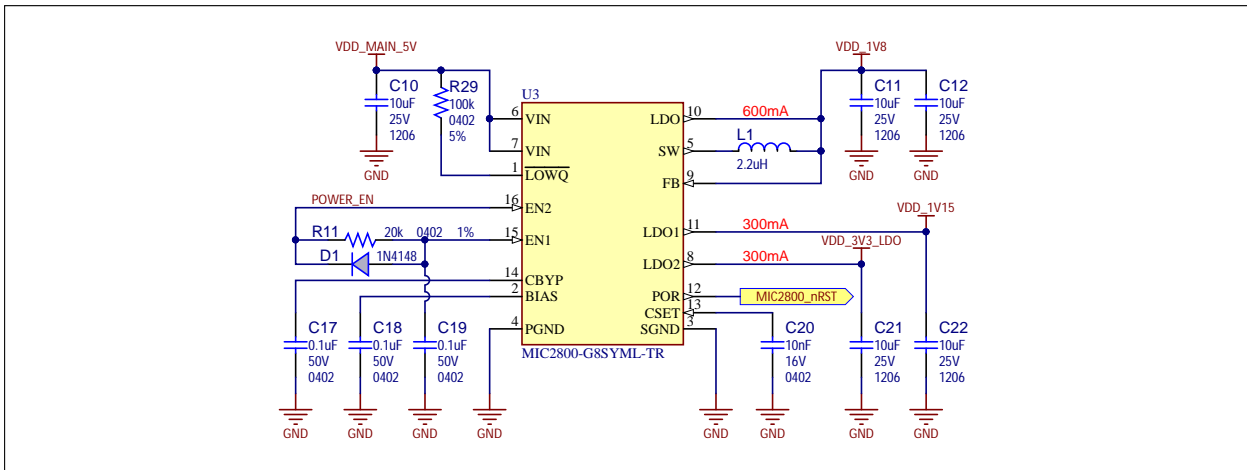 VDD_MAIN_5V
VDD_1V8
C10
10uF
25V
1206
R29
100k
0402
5%
U3
C11
10uF
25V
1206
C12
10uF
25V
1206
GND
GND
GND
6 VIN
7 VIN
1 LOWQ
16 EN2
15 EN1
14 CBYP
2 BIAS
4 PGND
LDO 10
SW 5
FB 9
LDO1 11
LDO2 8
POR 12
CSET 13
SGND 3
MIC2800-G8SYML-TR
600mA
L1
2.2uH
POWER_EN
R11 20k 0402 1%
D1 1N4148
300mA
VDD_1V15
300mA
VDD_3V3_LDO
MIC2800_nRST
C17
0.1uF
50V
0402
C18
0.1uF
50V
0402
C19
0.1uF
50V
0402
C20
10nF
16V
0402
C21
10uF
25V
1206
C22
10uF
25V
1206
GND
GND
GND
GND
GND
GND
GND
GND